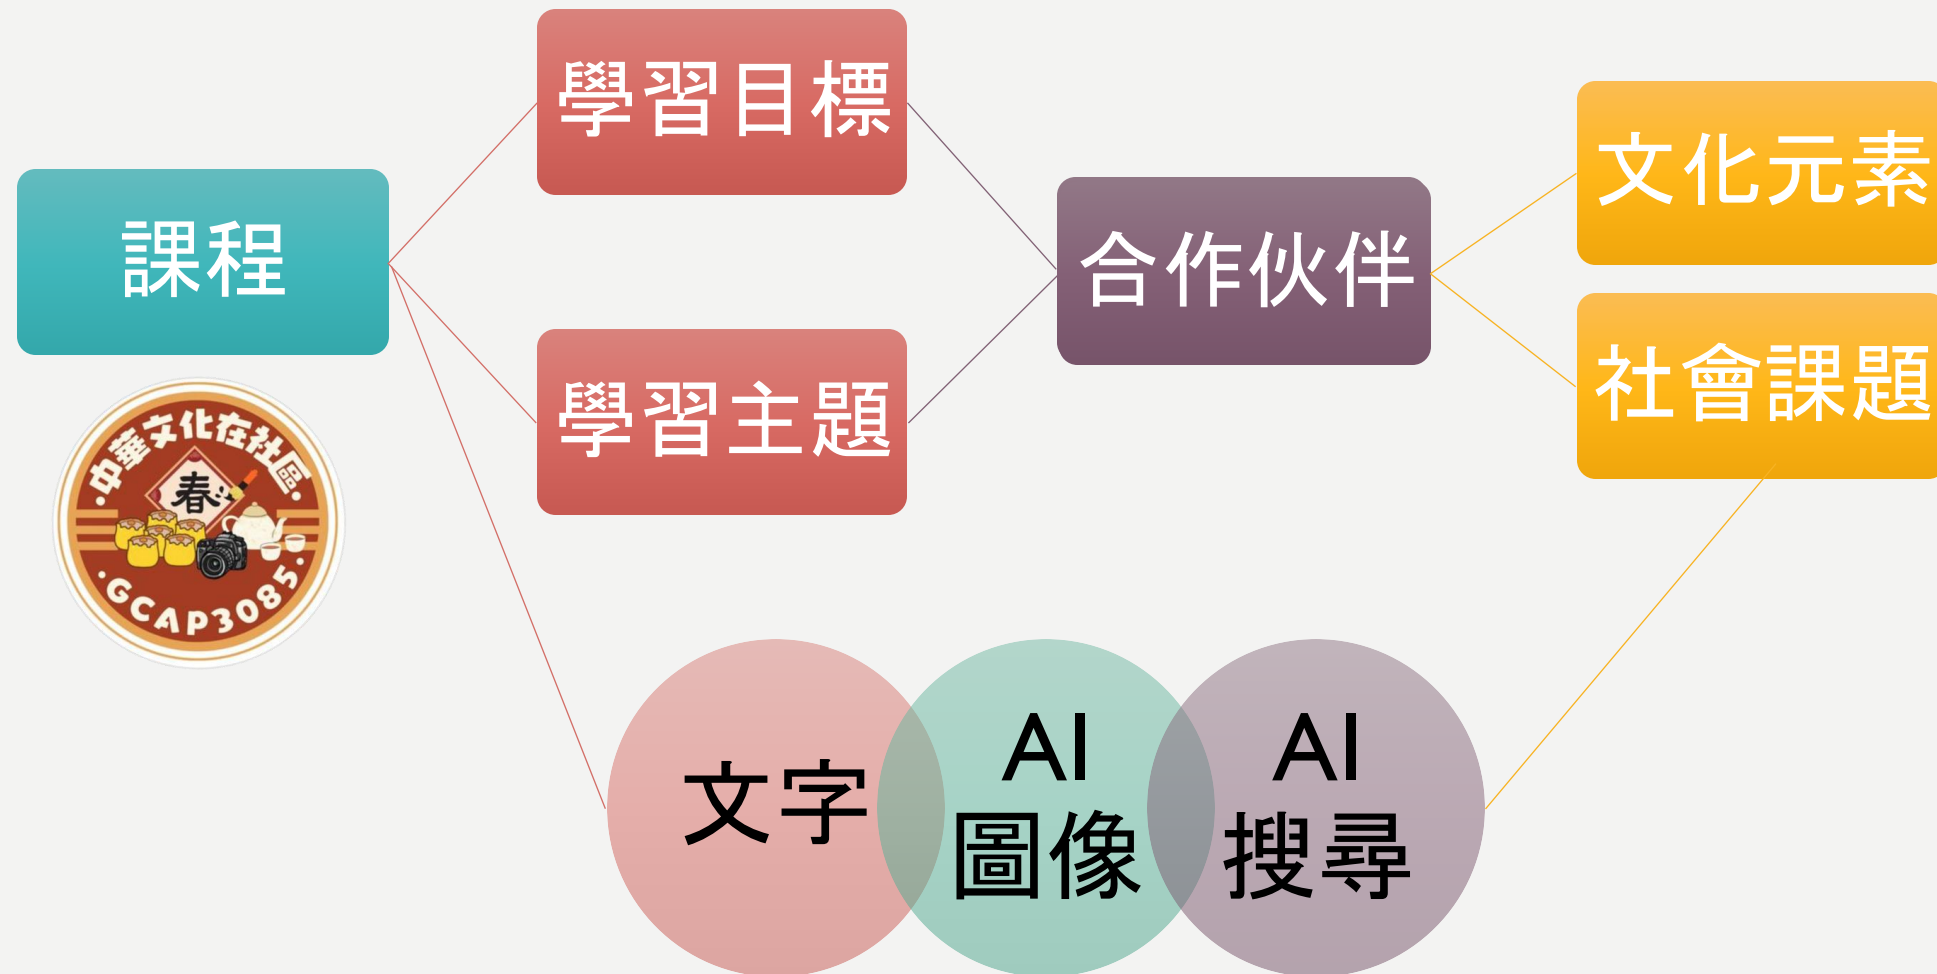 課程
學習目標
學習主題
合作伙伴
文化元素
社會課題
·中華文化在社區·
春
·GCAP3085·
文字
AI
圖像
AI
搜尋